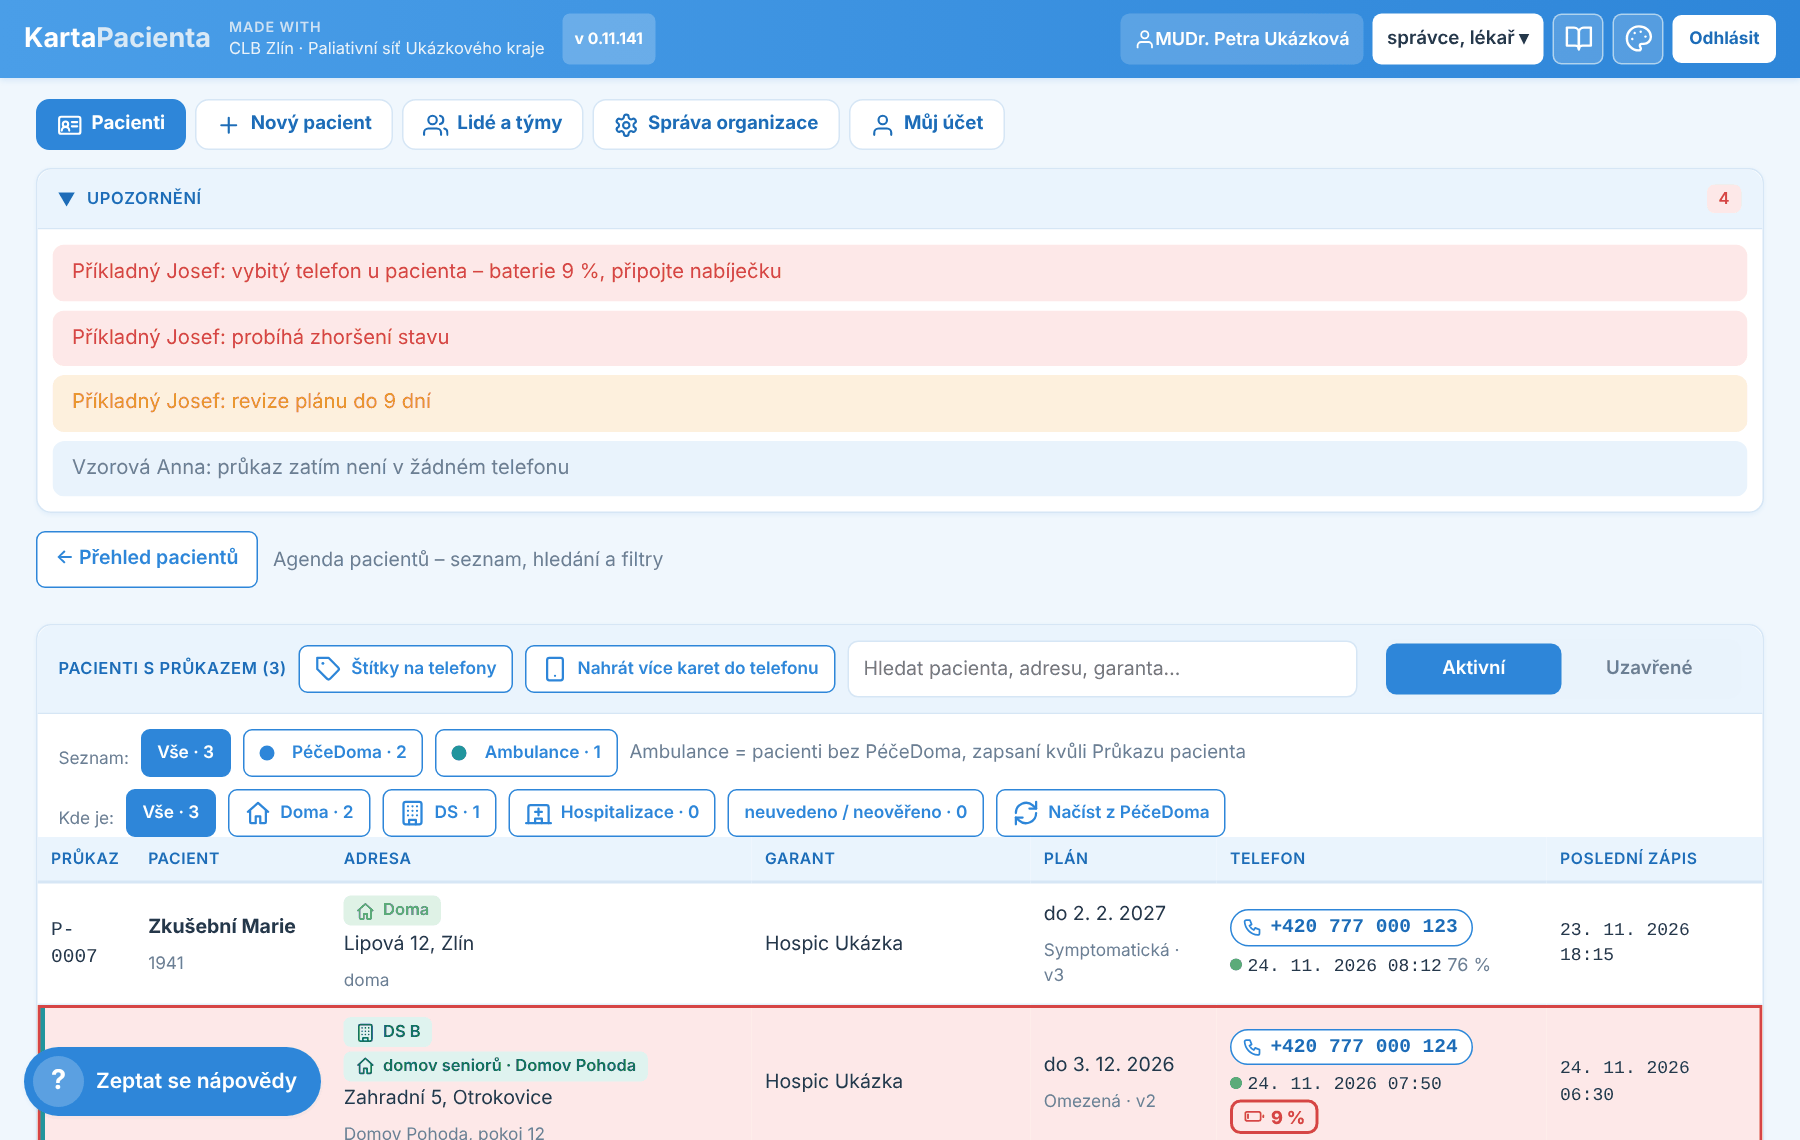 KartaPacienta
MADE WITH
CLB Zlín · Paliativní síť Ukázkového kraje
v 0.11.141
MUDr. Petra Ukázková
správce, lékař ▾
Odhlásit
Pacienti
Nový pacient
Lidé a týmy
Správa organizace
Můj účet
▼ UPOZORNĚNÍ
4
Příkladný Josef: vybitý telefon u pacienta – baterie 9 %, připojte nabíječku
Příkladný Josef: probíhá zhoršení stavu
Příkladný Josef: revize plánu do 9 dní
Vzorová Anna: průkaz zatím není v žádném telefonu
← Přehled pacientů
Agenda pacientů – seznam, hledání a filtry
PACIENTI S PRŮKAZEM (3)
Štítky na telefony
Nahrát více karet do telefonu
Hledat pacienta, adresu, garanta…
Aktivní
Uzavřené
Seznam:
Vše · 3
PéčeDoma · 2
Ambulance · 1
Ambulance = pacienti bez PéčeDoma, zapsaní kvůli Průkazu pacienta
Kde je:
Vše · 3
Doma · 2
DS · 1
Hospitalizace · 0
neuvedeno / neověřeno · 0
Načíst z PéčeDoma
PRŮKAZ
PACIENT
ADRESA
GARANT
PLÁN
TELEFON
POSLEDNÍ ZÁPIS
P-
0007
Zkušební Marie
1941
Doma
Lipová 12, Zlín
doma
Hospic Ukázka
do 2. 2. 2027
Symptomatická ·
v3
+420 777 000 123
24. 11. 2026 08:12 76 %
23. 11. 2026
18:15
DS B
domov seniorů · Domov Pohoda
Zahradní 5, Otrokovice
Domov Pohoda, pokoj 12
Hospic Ukázka
do 3. 12. 2026
Omezená · v2
+420 777 000 124
24. 11. 2026 07:50
9 %
24. 11. 2026
06:30
? Zeptat se nápovědy